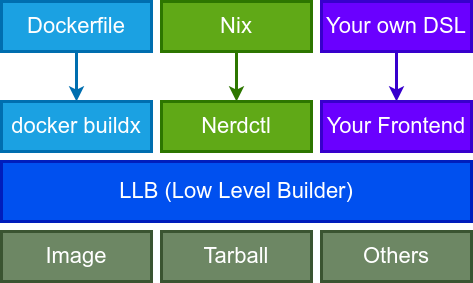 Dockerfile
Nix
Your own DSL
docker buildx
Nerdctl
Your Frontend
LLB (Low Level Builder)
Image
Tarball
Others